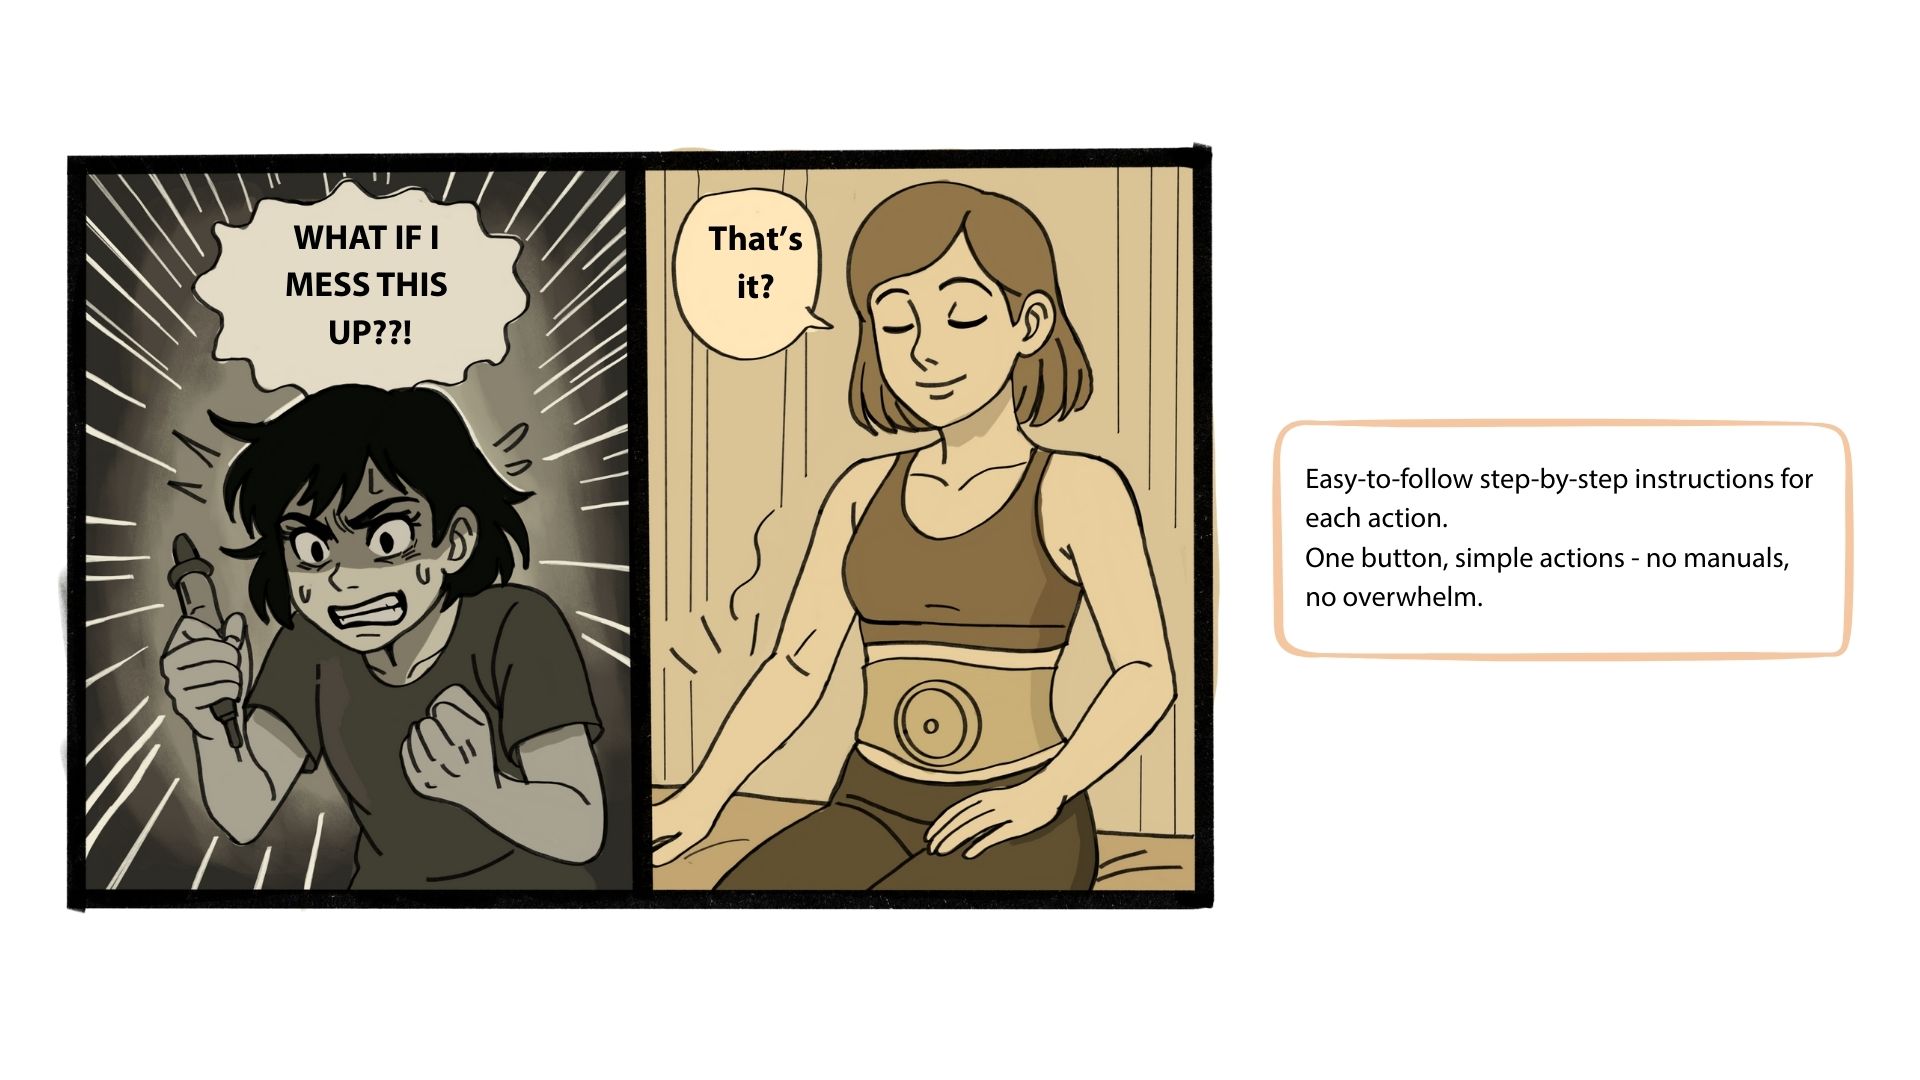 WHAT IF I
MESS THIS
UP??!
That’s
it?
Easy-to-follow step-by-step instructions for
each action.
One button, simple actions - no manuals,
no overwhelm.